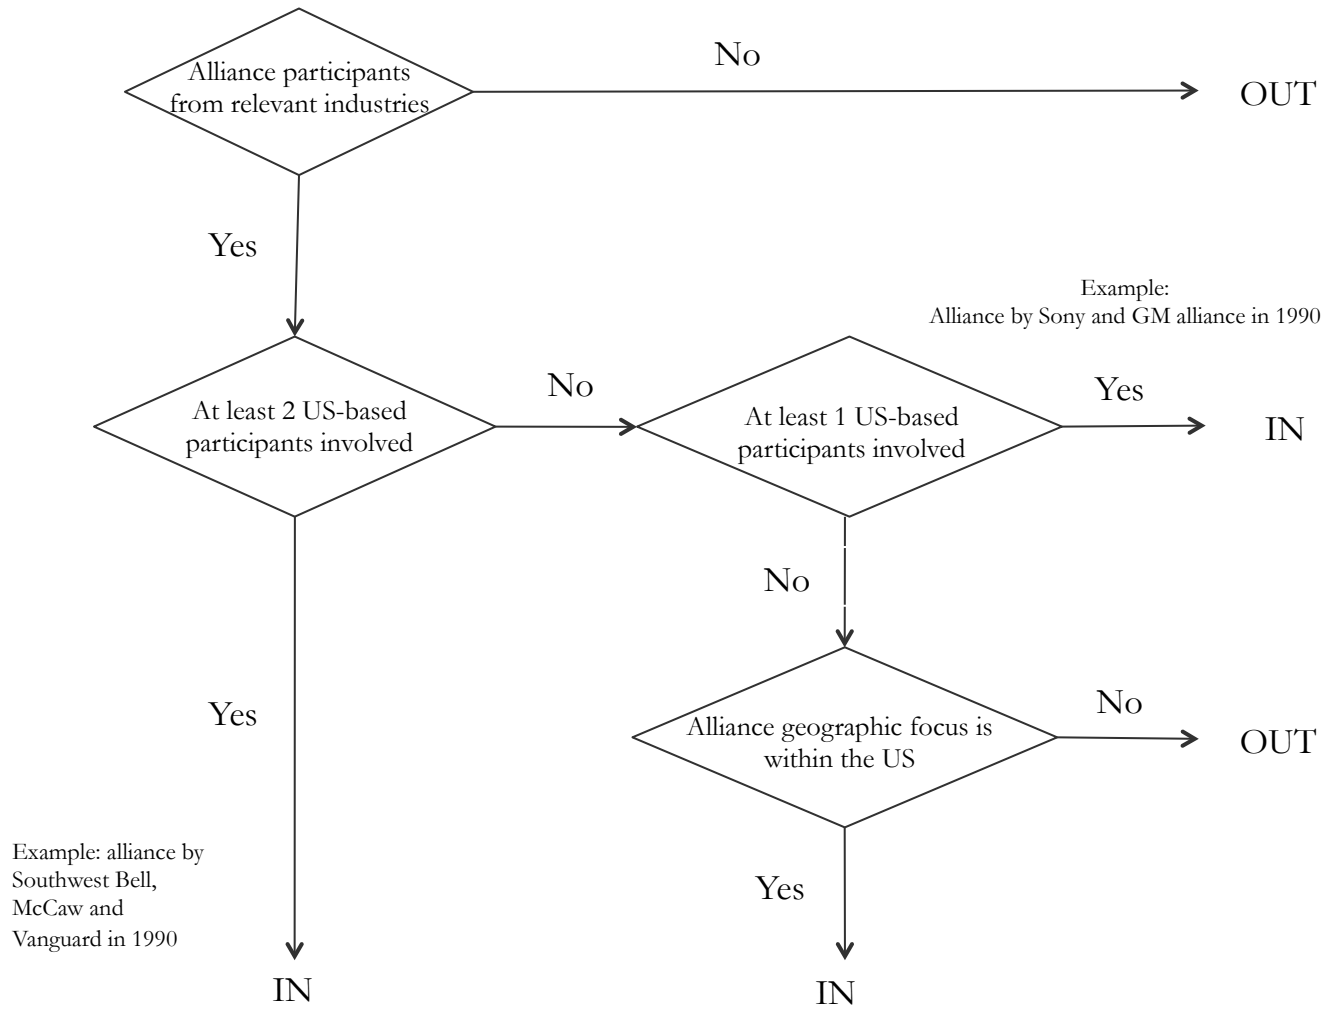 No
Alliance participants
from relevant industries
OUT
Yes
Example:
Alliance by Sony and GM alliance in 1990
No
Yes
At least 2 US-based
participants involved
At least 1 US-based
participants involved
IN
No
Yes
No
Alliance geographic focus is
within the US
OUT
Example: alliance by
Southwest Bell,
McCaw and
Vanguard in 1990
Yes
IN
IN